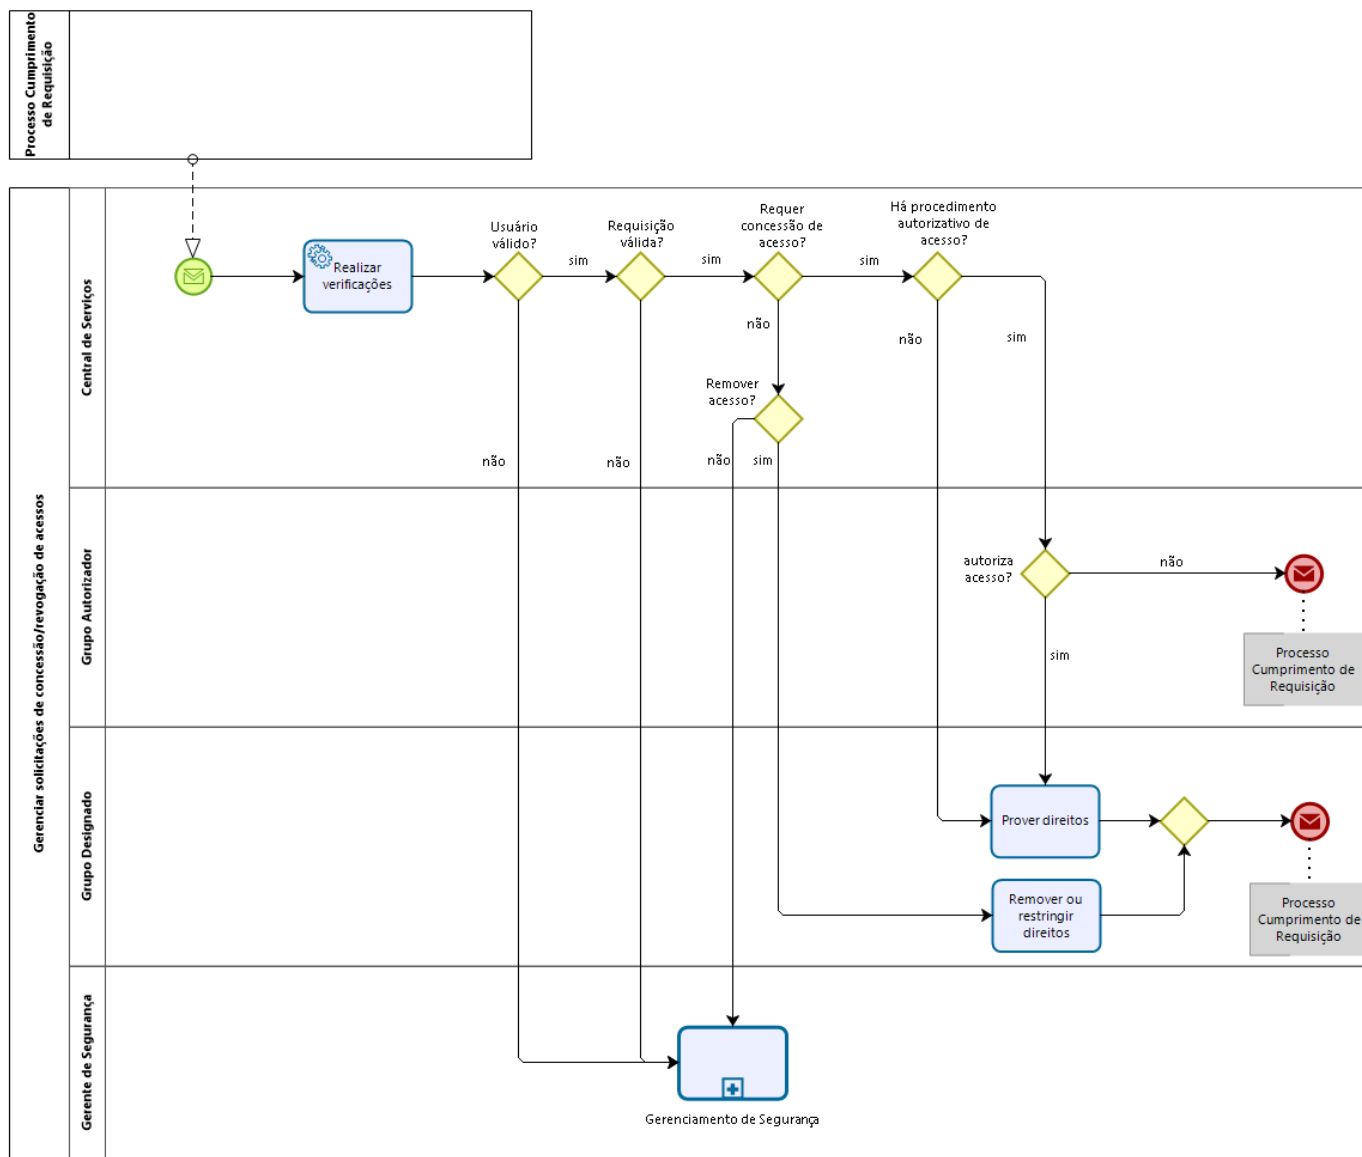 Processo Cumprimento
de Requisição
Gerenciar solicitações de concessão/revogação de acessos
Central de Serviços
Realizar
verificações
Usuário
válido?
sim
Requisição
válida?
sim
Requer
concessão de
acesso?
sim
Há procedimento
autorizativo de
acesso?
não
não
sim
Remover
acesso?
não
não
não
sim
Grupo Autorizador
autoriza
acesso?
não
sim
Processo
Cumprimento de
Requisição
Grupo Designado
Prover direitos
Remover ou
restringir
direitos
Processo
Cumprimento de
Requisição
Gerente de Segurança
Gerenciamento de Segurança